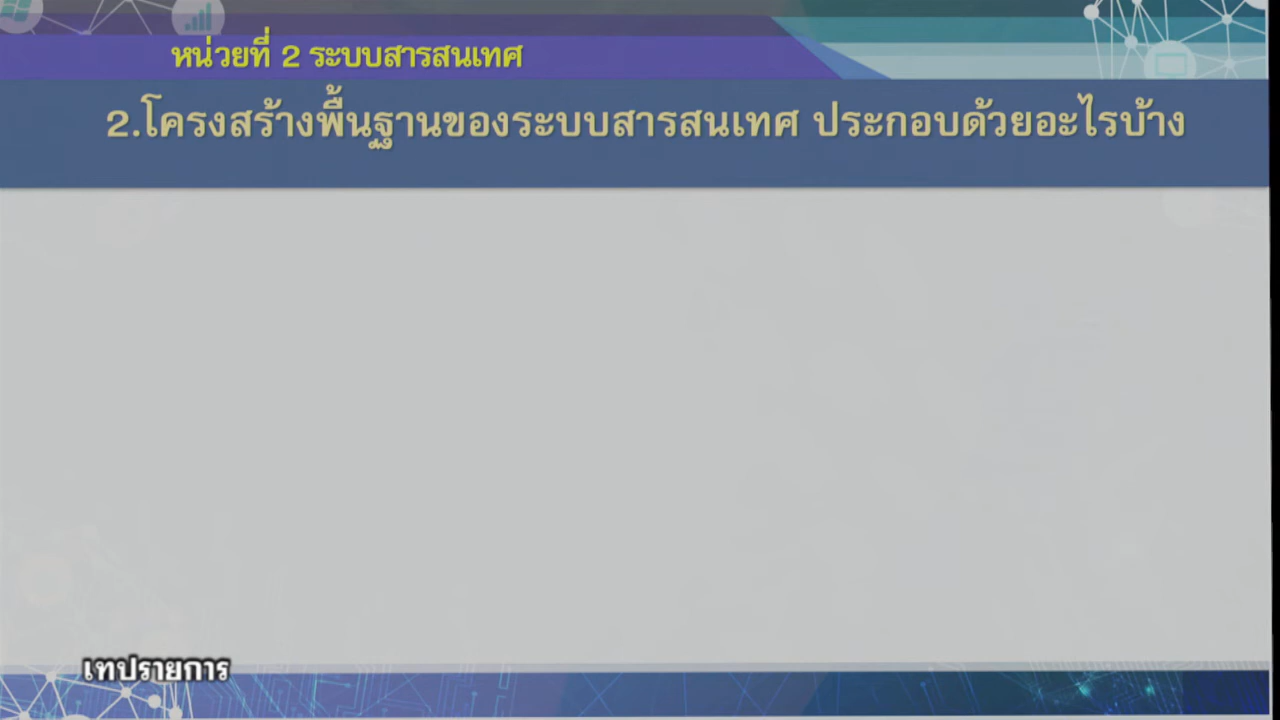 หน่วยที่ 2 ระบบสารสนเทศ
2.โครงสร้างพื้นฐานของระบบสารสนเทศ ประกอบด้วยอะไรบ้าง
เทปรายการ